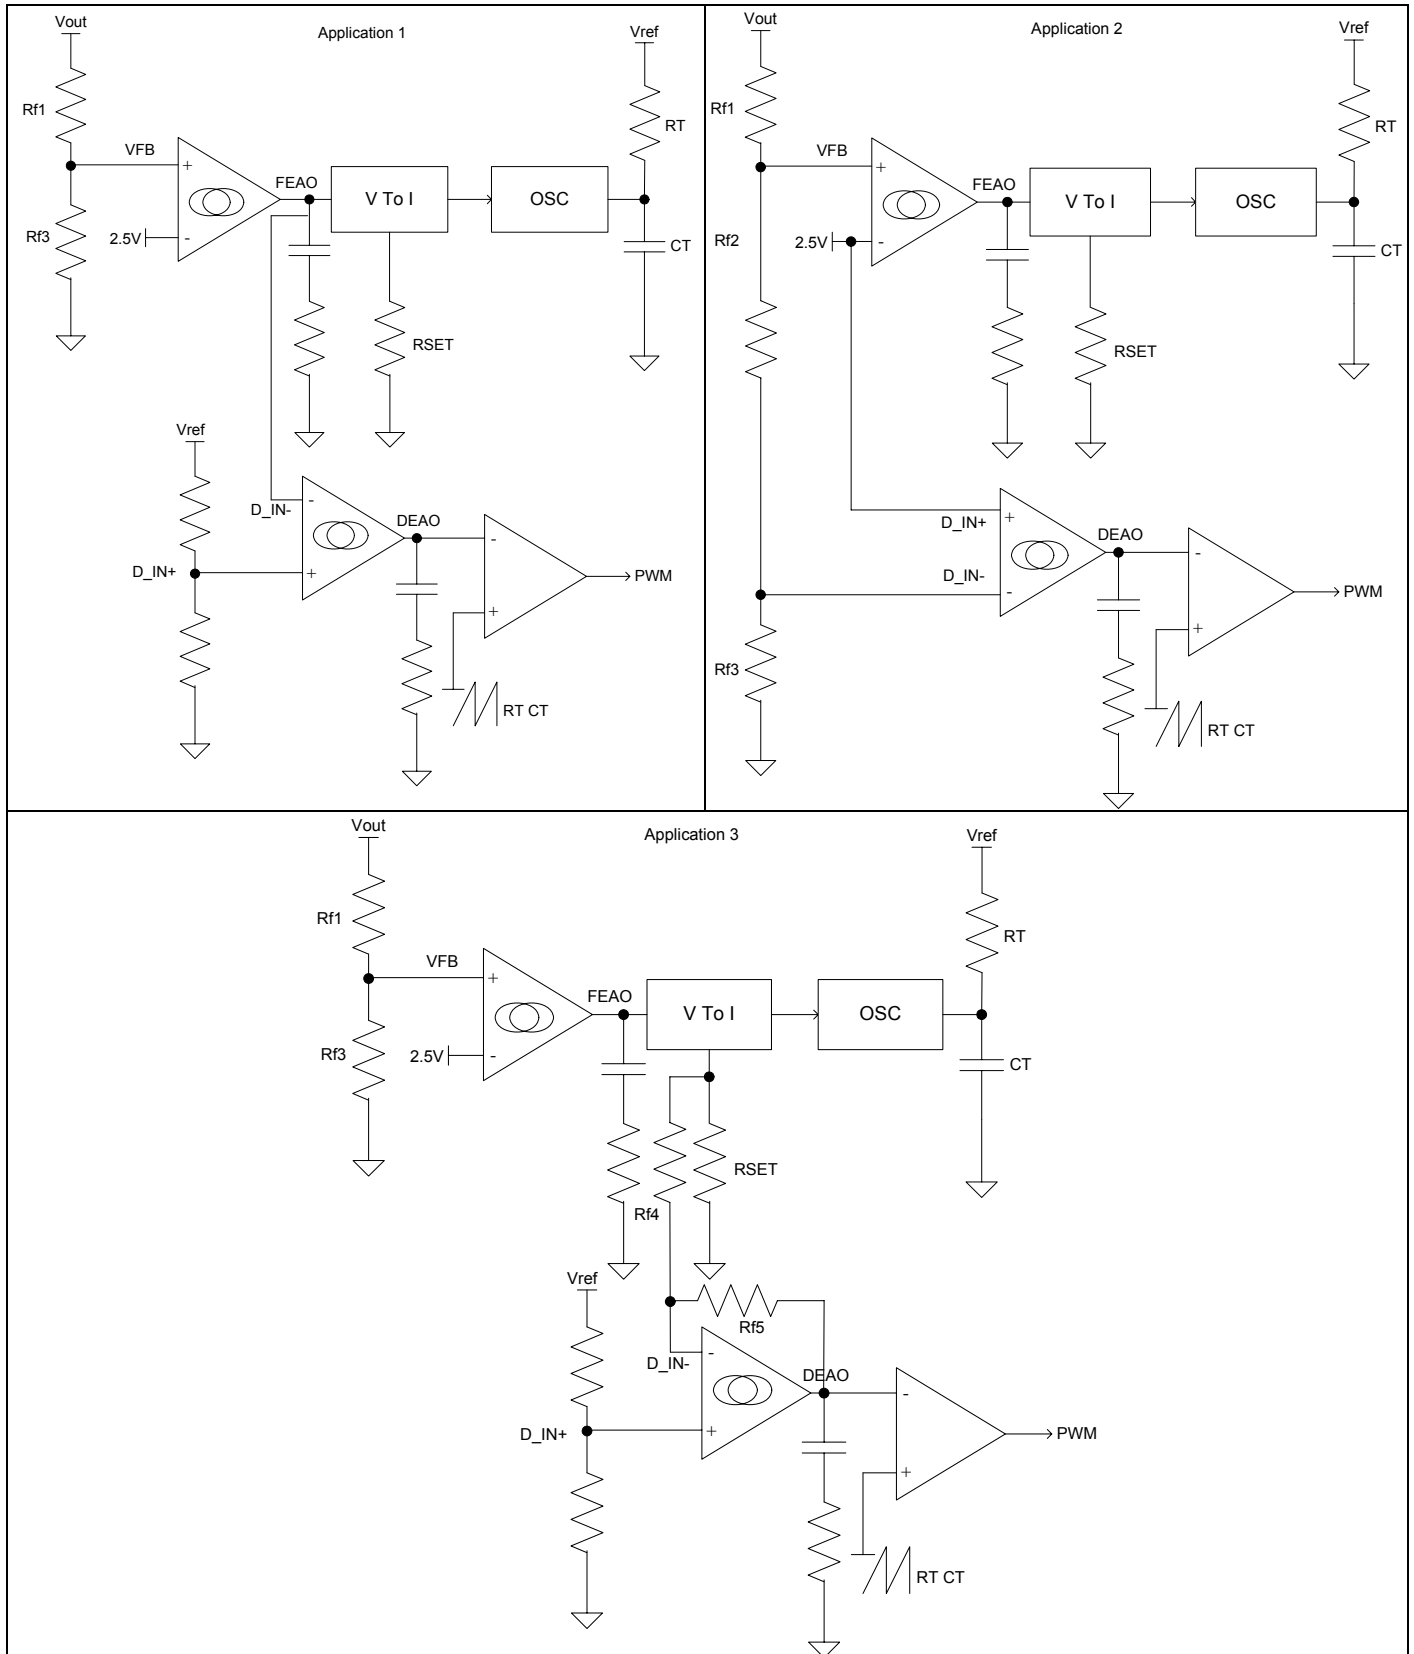 Application 1
Vout
Vref
Rf1
RT
VFB
+
FEAO
V To I
OSC
Rf3
2.5V
-
CT
RSET
Vref
D_IN-
-
DEAO
-
D_IN+
+
PWM
+
RT CT
Application 2
Vout
Vref
Rf1
RT
VFB
+
FEAO
V To I
OSC
Rf2
2.5V
-
CT
RSET
D_IN+
+
DEAO
-
D_IN-
-
PWM
+
Rf3
RT CT
Application 3
Vout
Vref
Rf1
RT
VFB
+
FEAO
V To I
OSC
Rf3
2.5V
-
CT
RSET
Rf4
Vref
Rf5
D_IN-
-
DEAO
-
D_IN+
+
PWM
+
RT CT